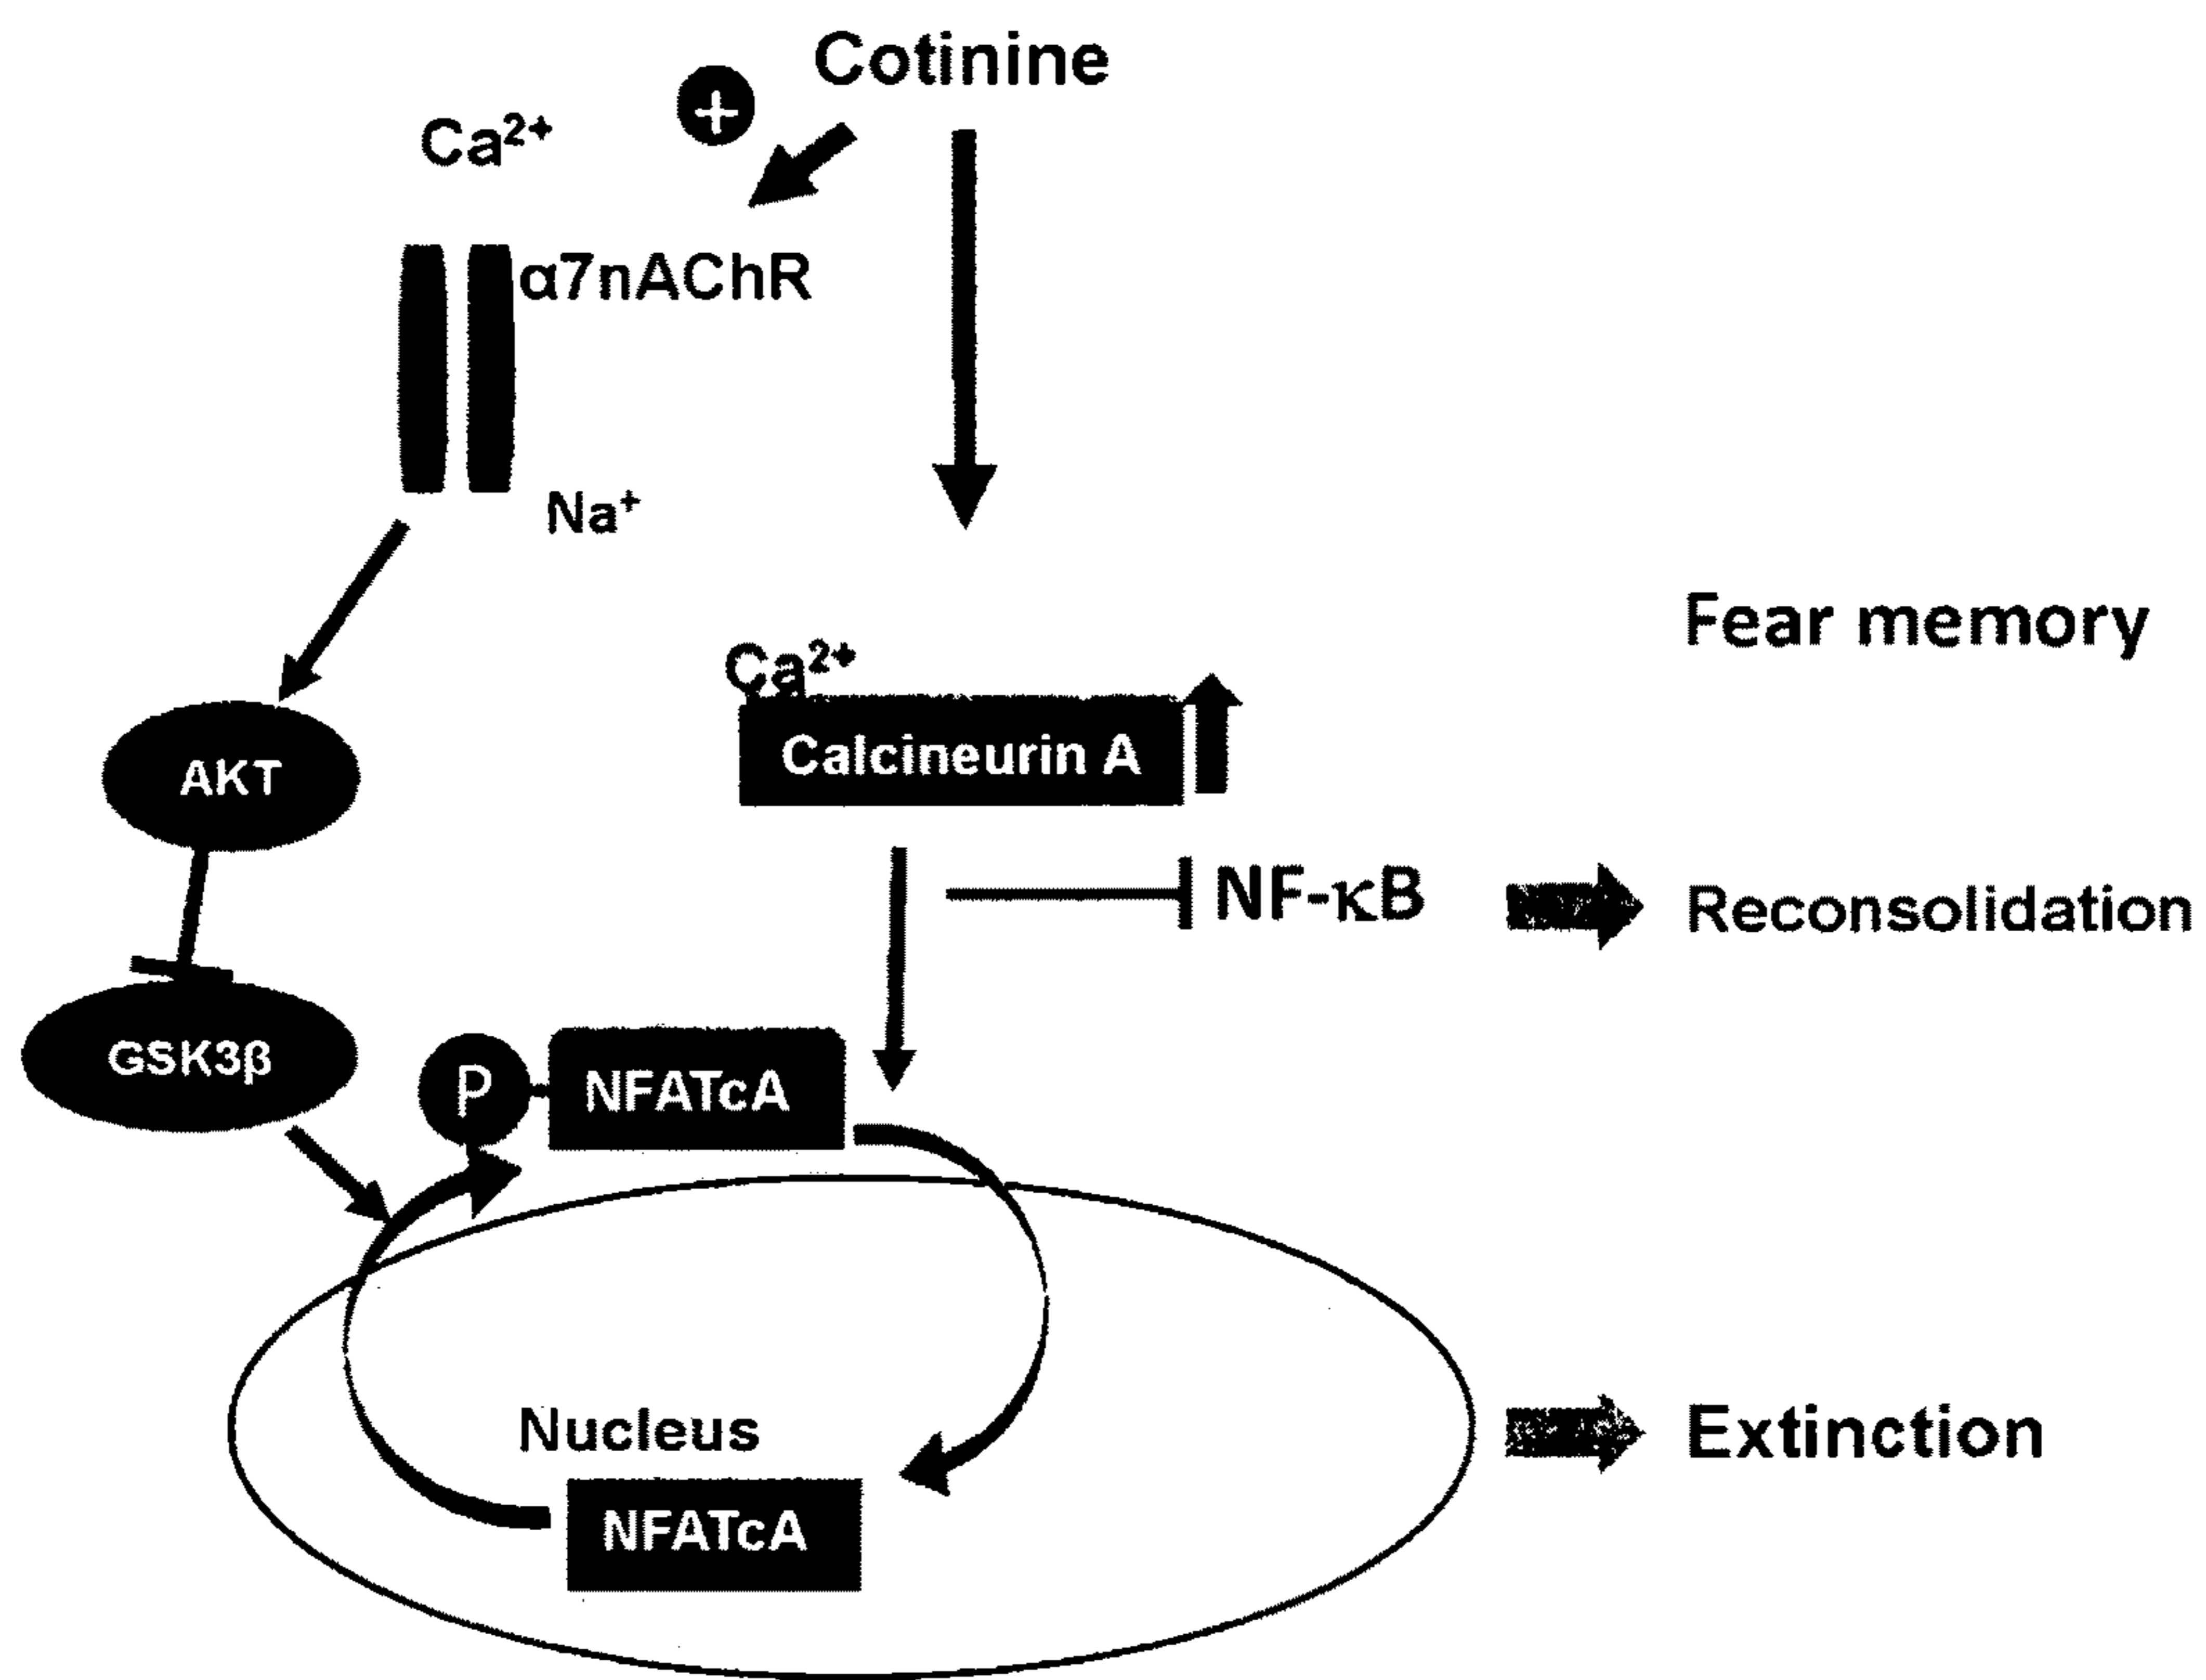 Cotinine
+
Ca²⁺
α7nAChR
Na⁺
Fear memory
Ca²⁺
Calcineurin A
AKT
NF-κB
Reconsolidation
GSK3β
P
NFATcA
Nucleus
Extinction
NFATcA